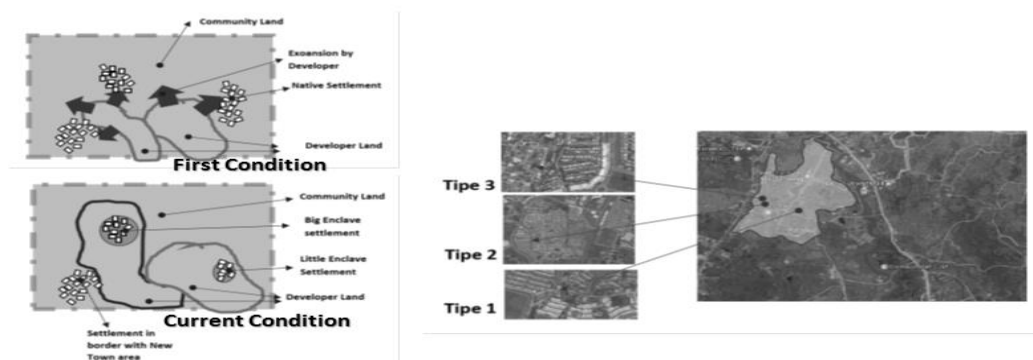 Community Land
Exoansion by
Developer
Native Settlement
Developer Land
First Condition
Community Land
Big Enclave
settlement
Little Enclave
Settlement
Developer Land
Current Condition
Settlement in
border with New
Town area
Tipe 3
Tipe 2
Tipe 1